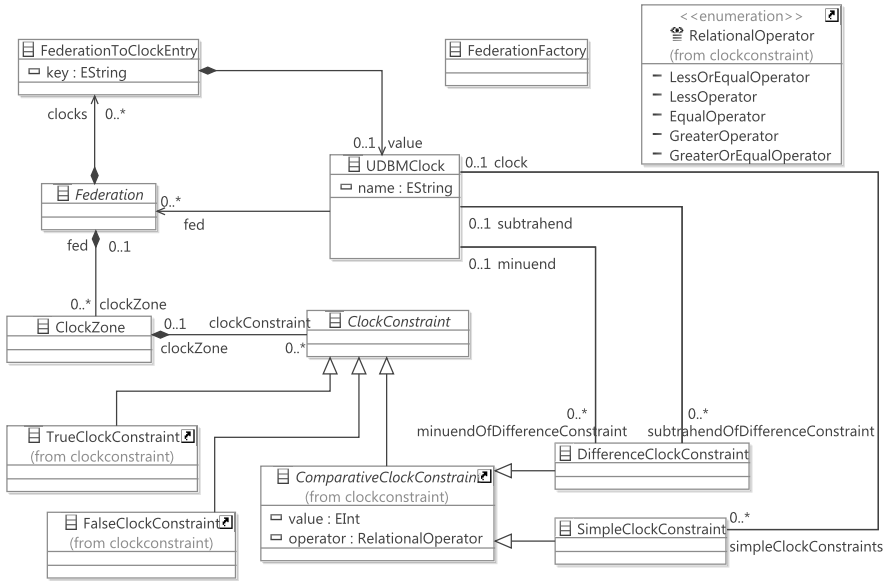 <<enumeration>>
RelationalOperator
(from clockconstraint)
LessOrEqualOperator
LessOperator
EqualOperator
GreaterOperator
GreaterOrEqualOperator
FederationToClockEntry
key : EString
FederationFactory
clocks 0..*
0..1 value
UDBMClock
name : EString
0..1 clock
Federation
0..*
fed
0..1 subtrahend
fed 0..1
0..1 minuend
0..* clockZone
ClockZone
0..1 clockConstraint
clockZone 0..*
ClockConstraint
0..*
0..*
minuendOfDifferenceConstraint
subtrahendOfDifferenceConstraint
TrueClockConstraint
(from clockconstraint)
DifferenceClockConstraint
ComparativeClockConstrain
(from clockconstraint)
value : EInt
operator : RelationalOperator
FalseClockConstraint
(from clockconstraint)
SimpleClockConstraint
0..*
simpleClockConstraints